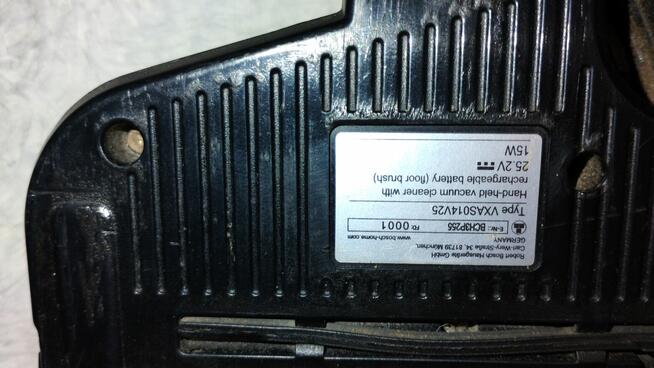 Robert Bosch Hausgeräte GmbH
Carl-Wery-Straße 34, 81739 München,
GERMANY www.bosch-home.com
E-Nr.: BCH3P255 FD: 0001
Type VXAS014V25
Hand-held vacuum cleaner with
rechargeable battery (floor brush)
25.2V
15W